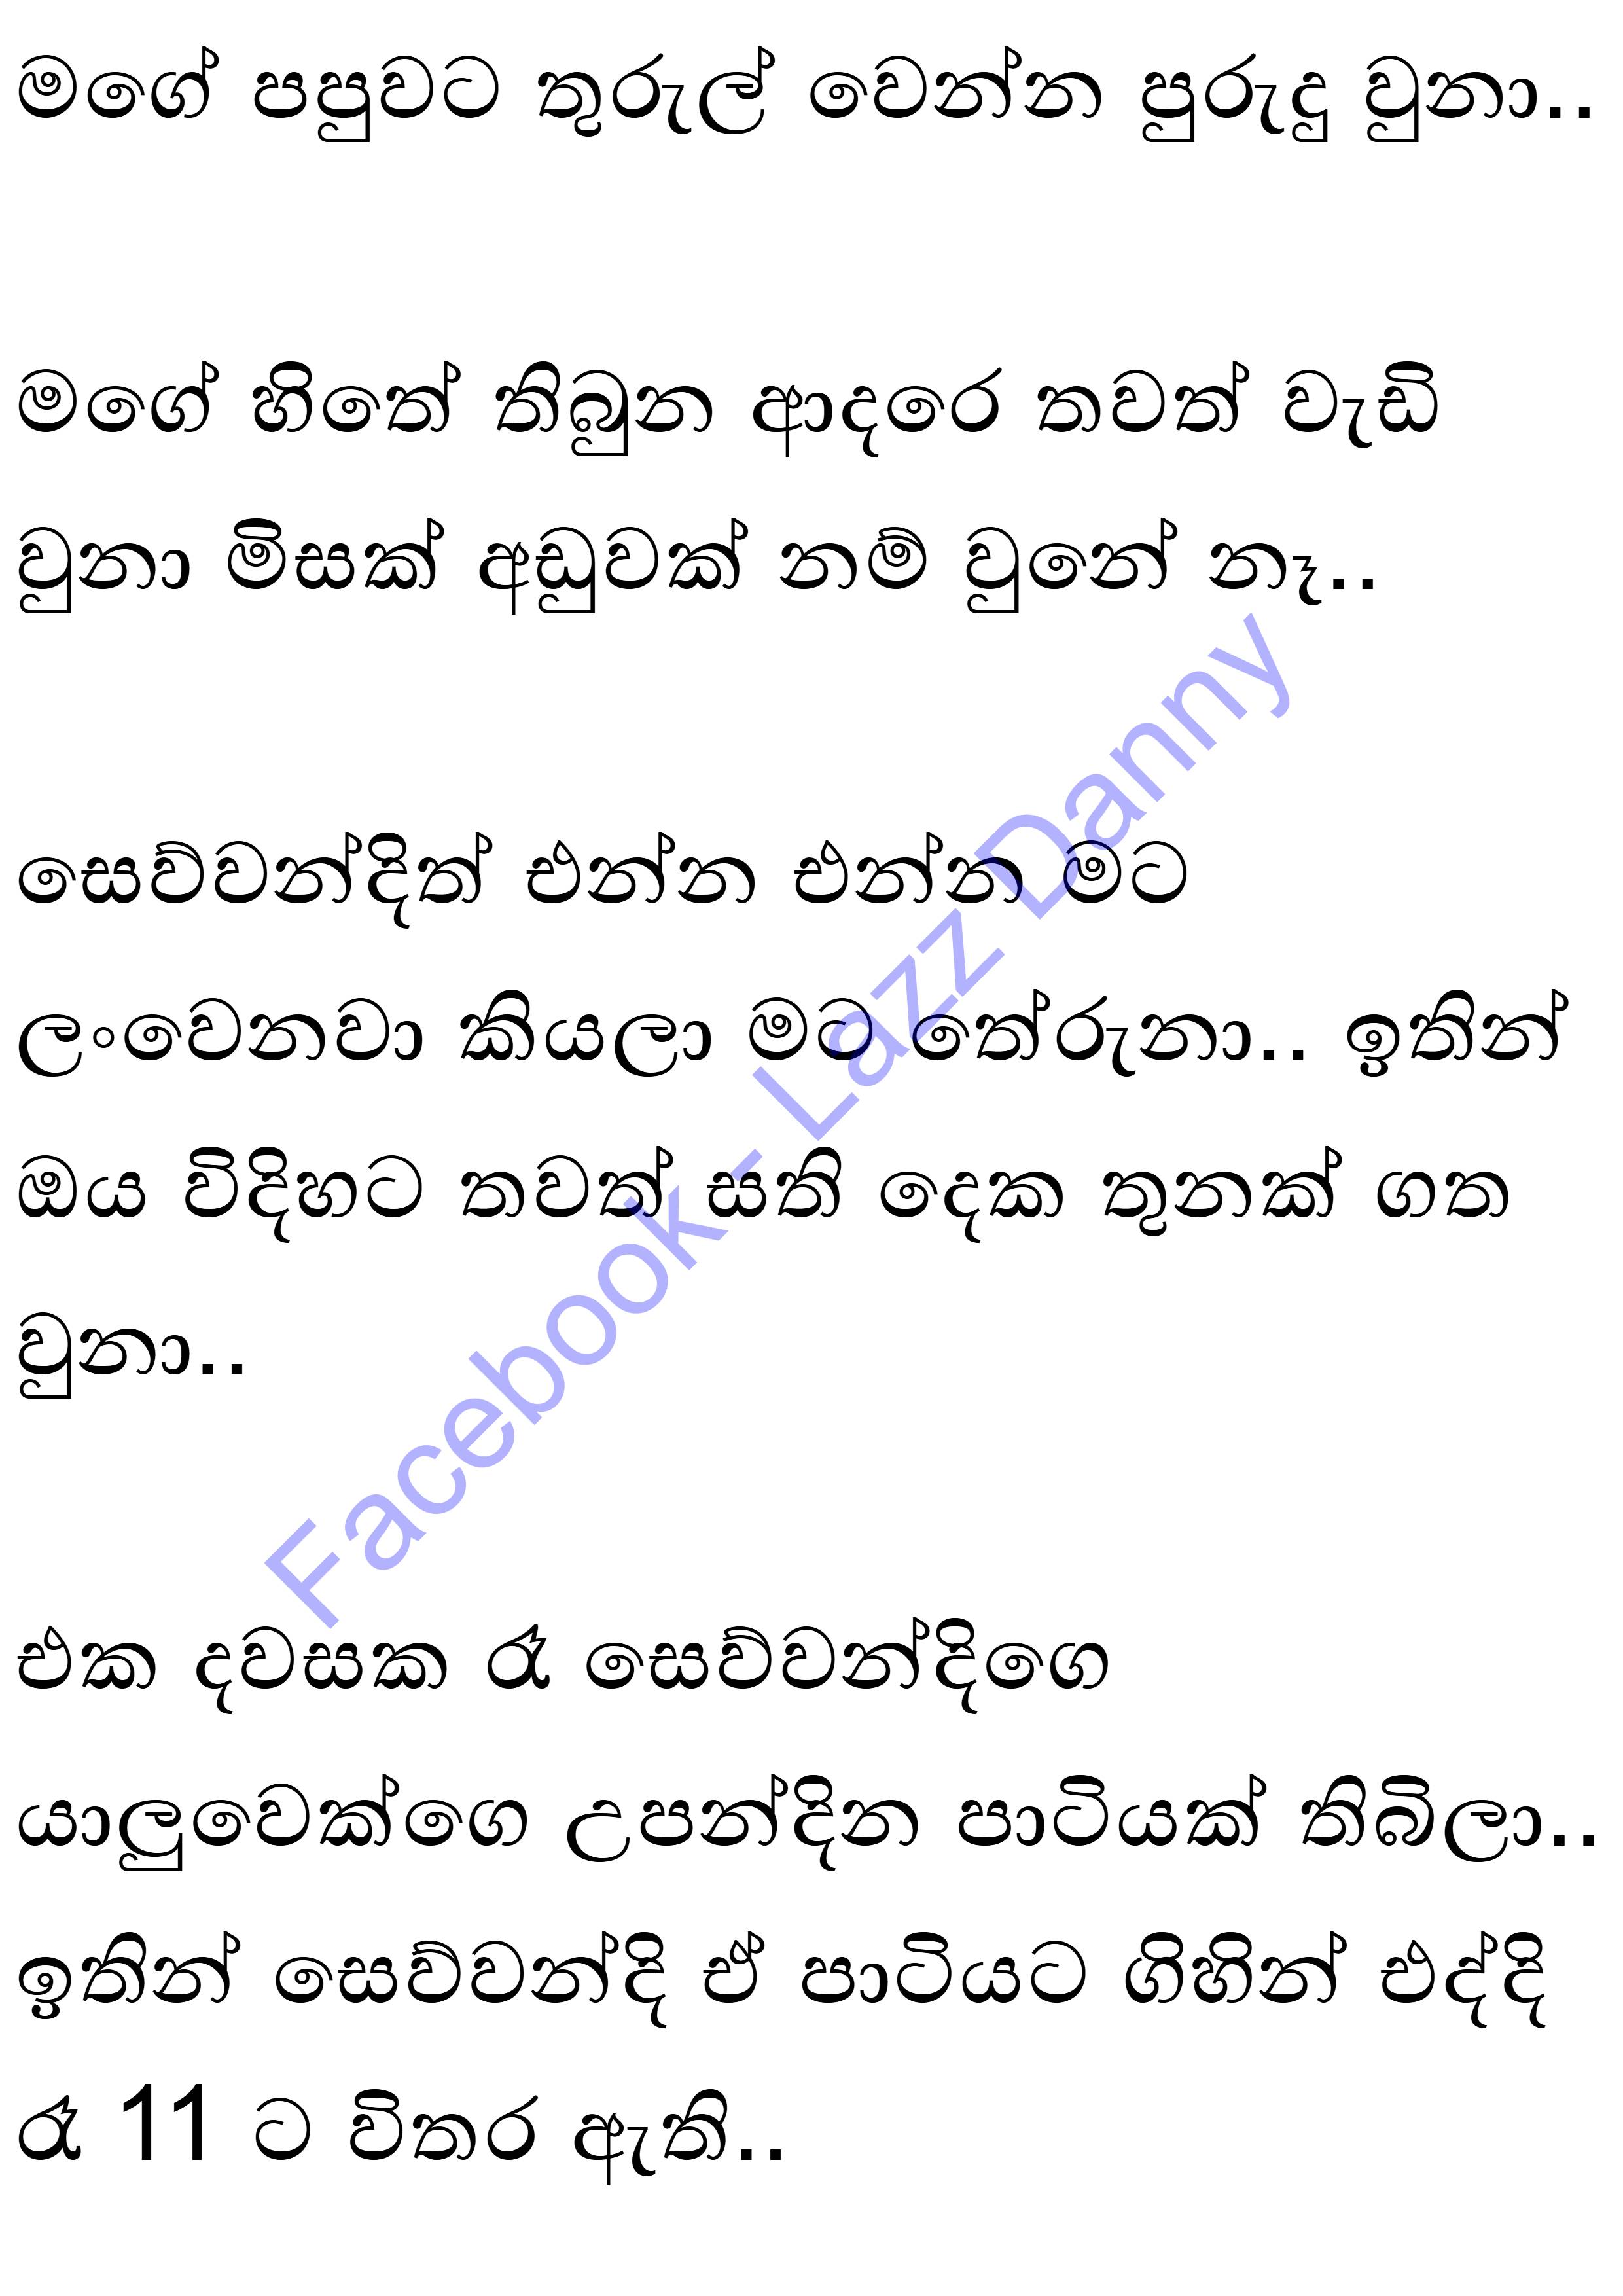 මගේ පපුවට තුරුල් වෙන්න පුරුදු වුනා..
මගේ හිතේ තිබුන ආදරෙ තවත් වැඩි
වුනා මිසක් අඩුවක් නම් වුනේ නෑ..
සෙව්වන්දිත් එන්න එන්න මට
ලංවෙනවා කියලා මට තේරුනා.. ඉතින්
ඔය විදිහට තවත් සති දෙක තුනක් ගත
වුනා..
එක දවසක රෑ සෙව්වන්දිගෙ
යාලුවෙක්ගෙ උපන්දින පාටියක් තිබිලා..
ඉතින් සෙව්වන්දි ඒ පාටියට ගිහින් එද්දි
රෑ 11 ට විතර ඇති..
Facebook - Lazz Danny